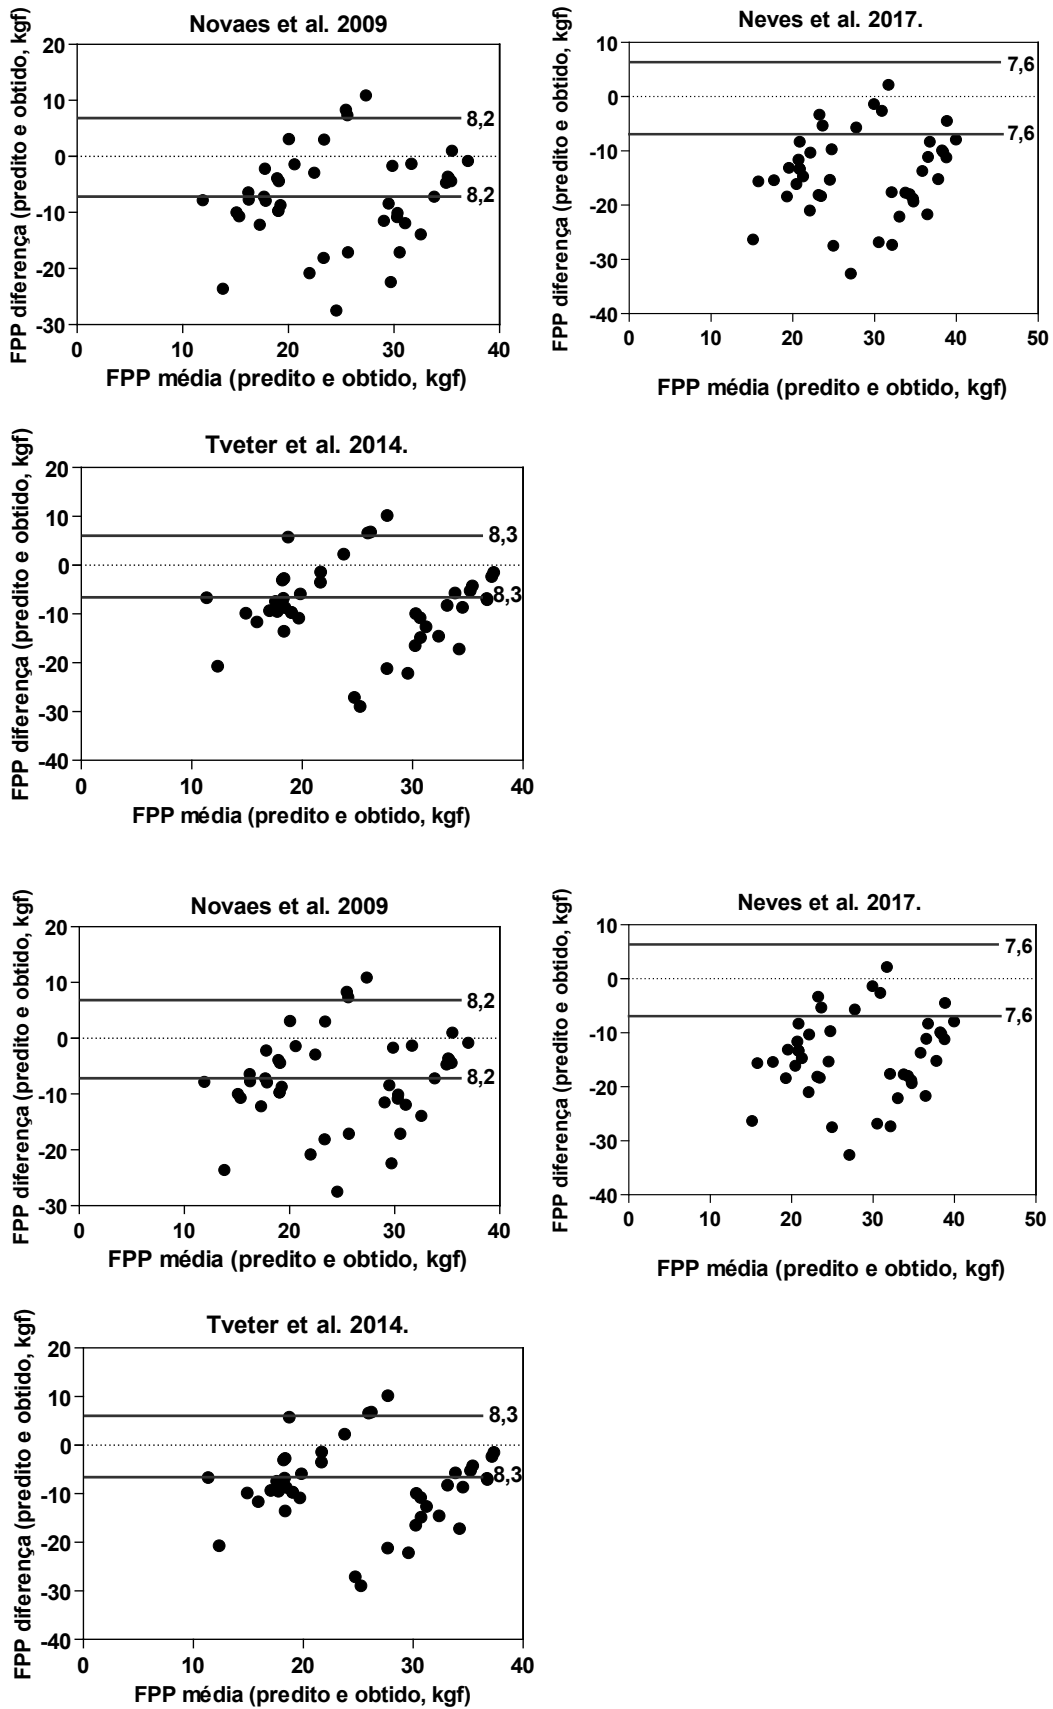 Novaes et al. 2009
FPP diferença (predito e obtido, kgf)
20
10
0
-10
-20
-30
8,2
8,2
0 10 20 30 40
FPP média (predito e obtido, kgf)
Neves et al. 2017.
FPP diferença (predito e obtido, kgf)
10
0
-10
-20
-30
-40
7,6
7,6
0 10 20 30 40 50
FPP média (predito e obtido, kgf)
Tveter et al. 2014.
FPP diferença (predito e obtido, kgf)
20
10
0
-10
-20
-30
-40
8,3
8,3
0 10 20 30 40
FPP média (predito e obtido, kgf)
Novaes et al. 2009
FPP diferença (predito e obtido, kgf)
20
10
0
-10
-20
-30
8,2
8,2
0 10 20 30 40
FPP média (predito e obtido, kgf)
Neves et al. 2017.
FPP diferença (predito e obtido, kgf)
10
0
-10
-20
-30
-40
7,6
7,6
0 10 20 30 40 50
FPP média (predito e obtido, kgf)
Tveter et al. 2014.
FPP diferença (predito e obtido, kgf)
20
10
0
-10
-20
-30
-40
8,3
8,3
0 10 20 30 40
FPP média (predito e obtido, kgf)